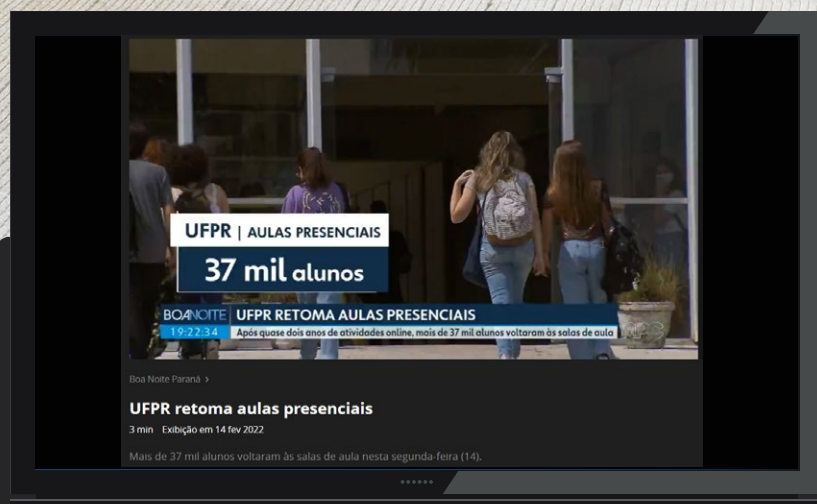 UFPR | AULAS PRESENCIAIS
37 mil alunos
BOA NOITE UFPR RETOMA AULAS PRESENCIAIS
19:22:34 Após quase dois anos de atividades online, mais de 37 mil alunos voltaram às salas de aula
Boa Noite Paraná >
UFPR retoma aulas presenciais
3 min Exibição em 14 fev 2022
Mais de 37 mil alunos voltaram às salas de aula nesta segunda-feira (14).